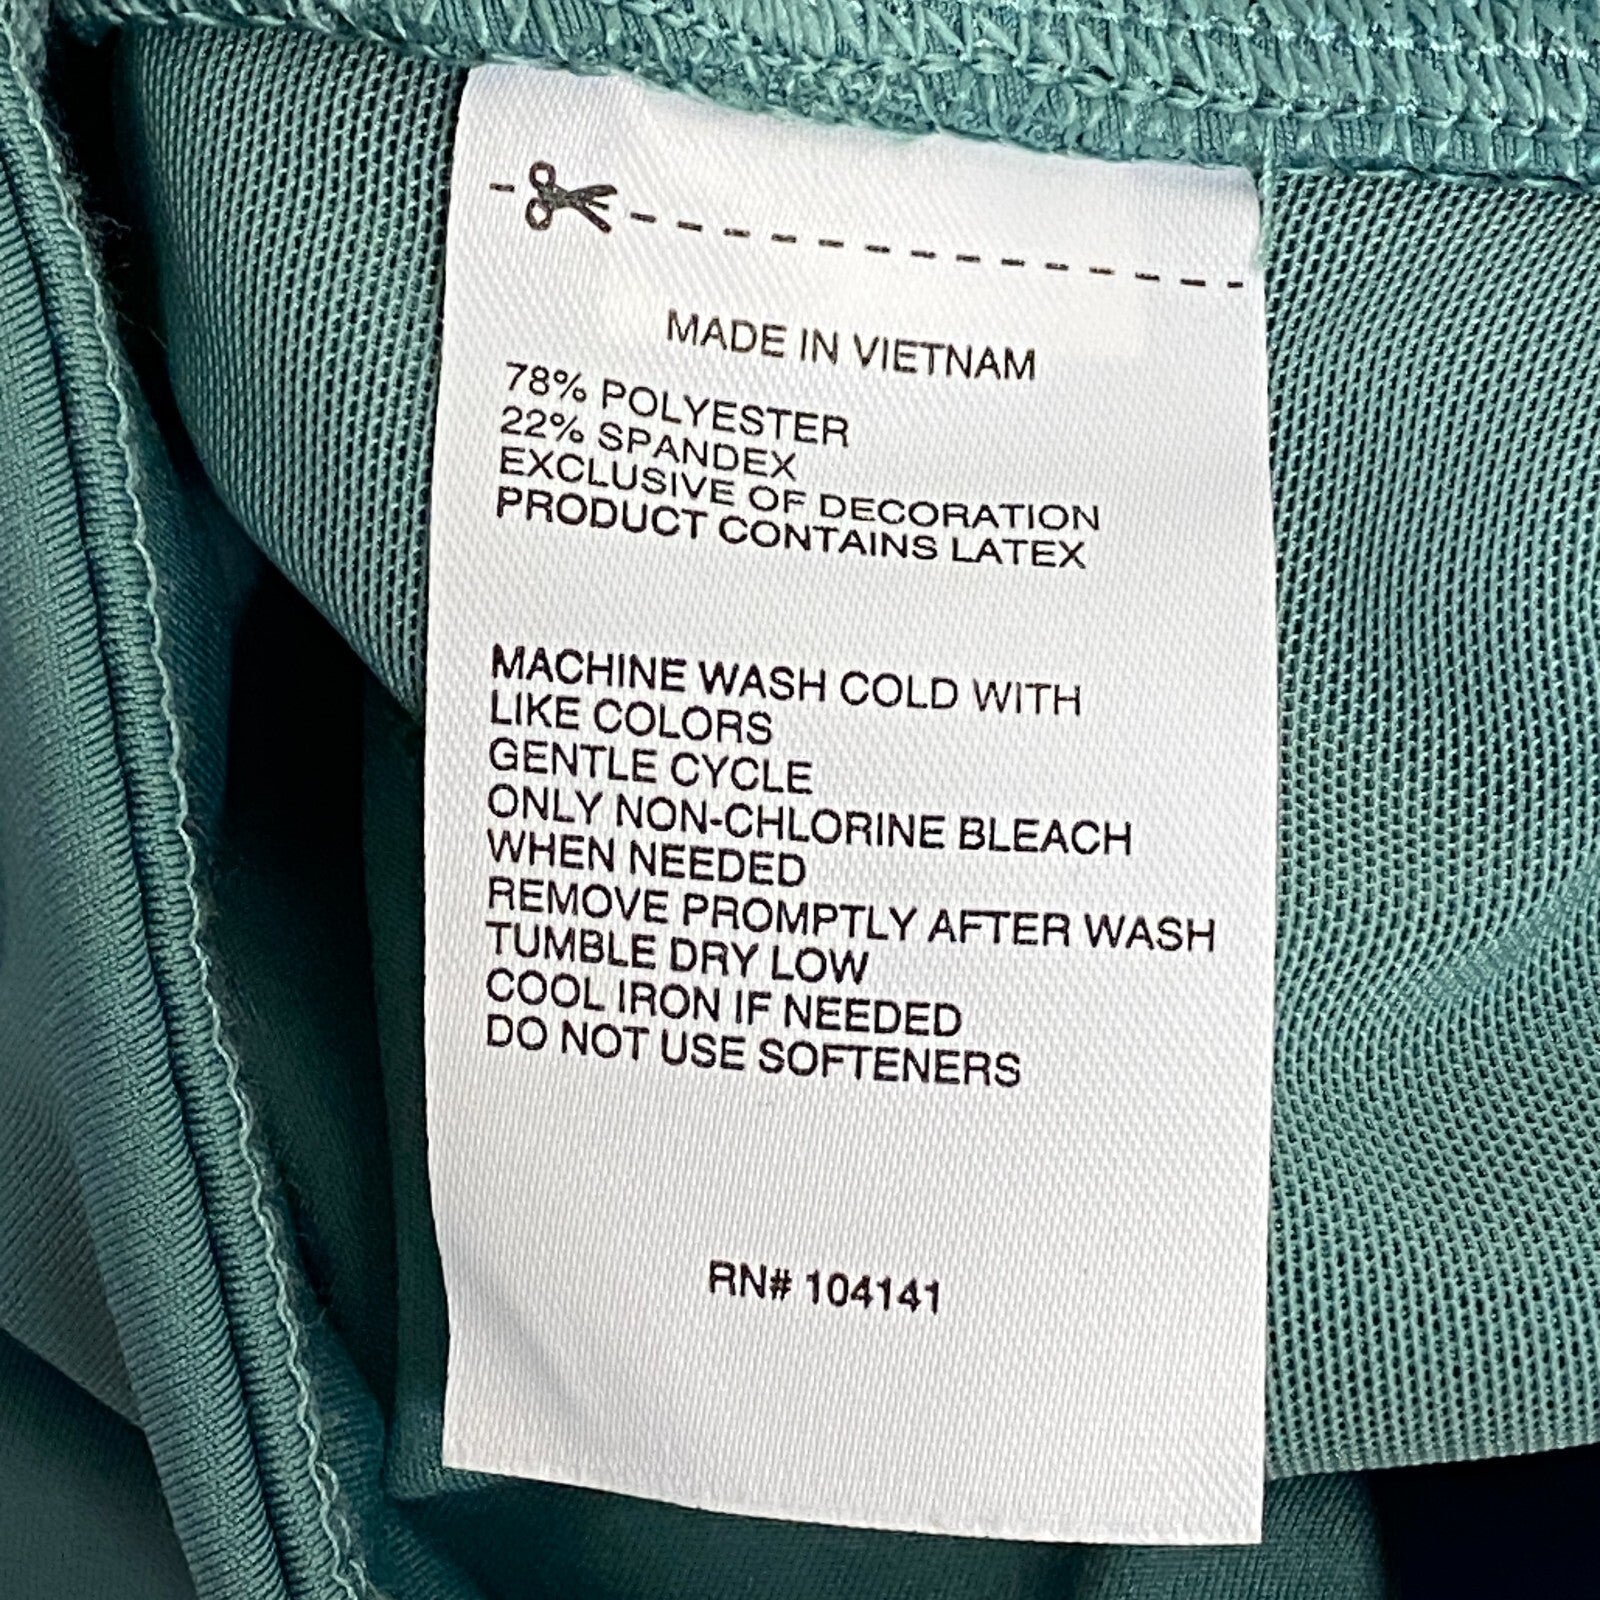 MADE IN VIETNAM
78% POLYESTER
22% SPANDEX
EXCLUSIVE OF DECORATION
PRODUCT CONTAINS LATEX
MACHINE WASH COLD WITH
LIKE COLORS
GENTLE CYCLE
ONLY NON-CHLORINE BLEACH
WHEN NEEDED
REMOVE PROMPTLY AFTER WASH
TUMBLE DRY LOW
COOL IRON IF NEEDED
DO NOT USE SOFTENERS
RN# 104141